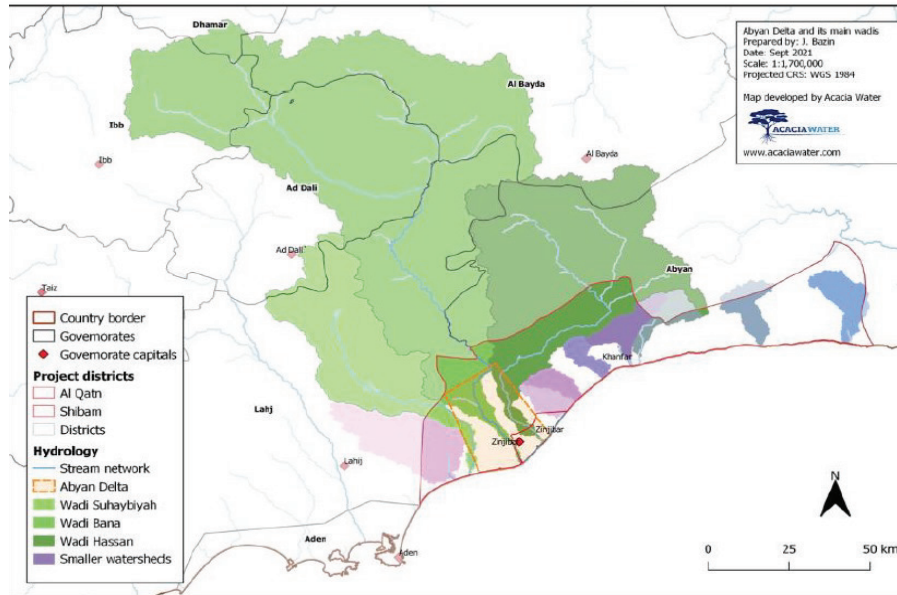 Dhamar
Abyan Delta and its main wadis
Prepared by: J. Bazin
Date: Sept 2021
Scale: 1:1,700,000
Projected CRS: WGS 1984
Map developed by Acacia Water
ACACIAWATER
www.acaciawater.com
Al Bayda
Ibb
Ibb
Al Bayda
Ad Dali
Ad Dali
Abyan
Taiz
Country border
Governorates
Governorate capitals
Project districts
Al Qatn
Shibam
Districts
Hydrology
Stream network
Abyan Delta
Wadi Suhaybiyah
Wadi Bana
Wadi Hassan
Smaller watersheds
Khanfar
Lahj
Zinjibar
Zinjiba
Lahij
Aden
Aden
N
0 25 50 km